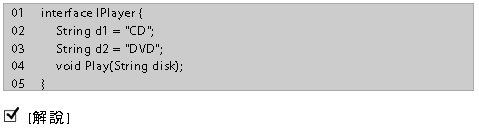 01 interface IPlayer {
02 String d1 = "CD";
03 String d2 = "DVD";
04 void Play(String disk);
05 }
[解說]